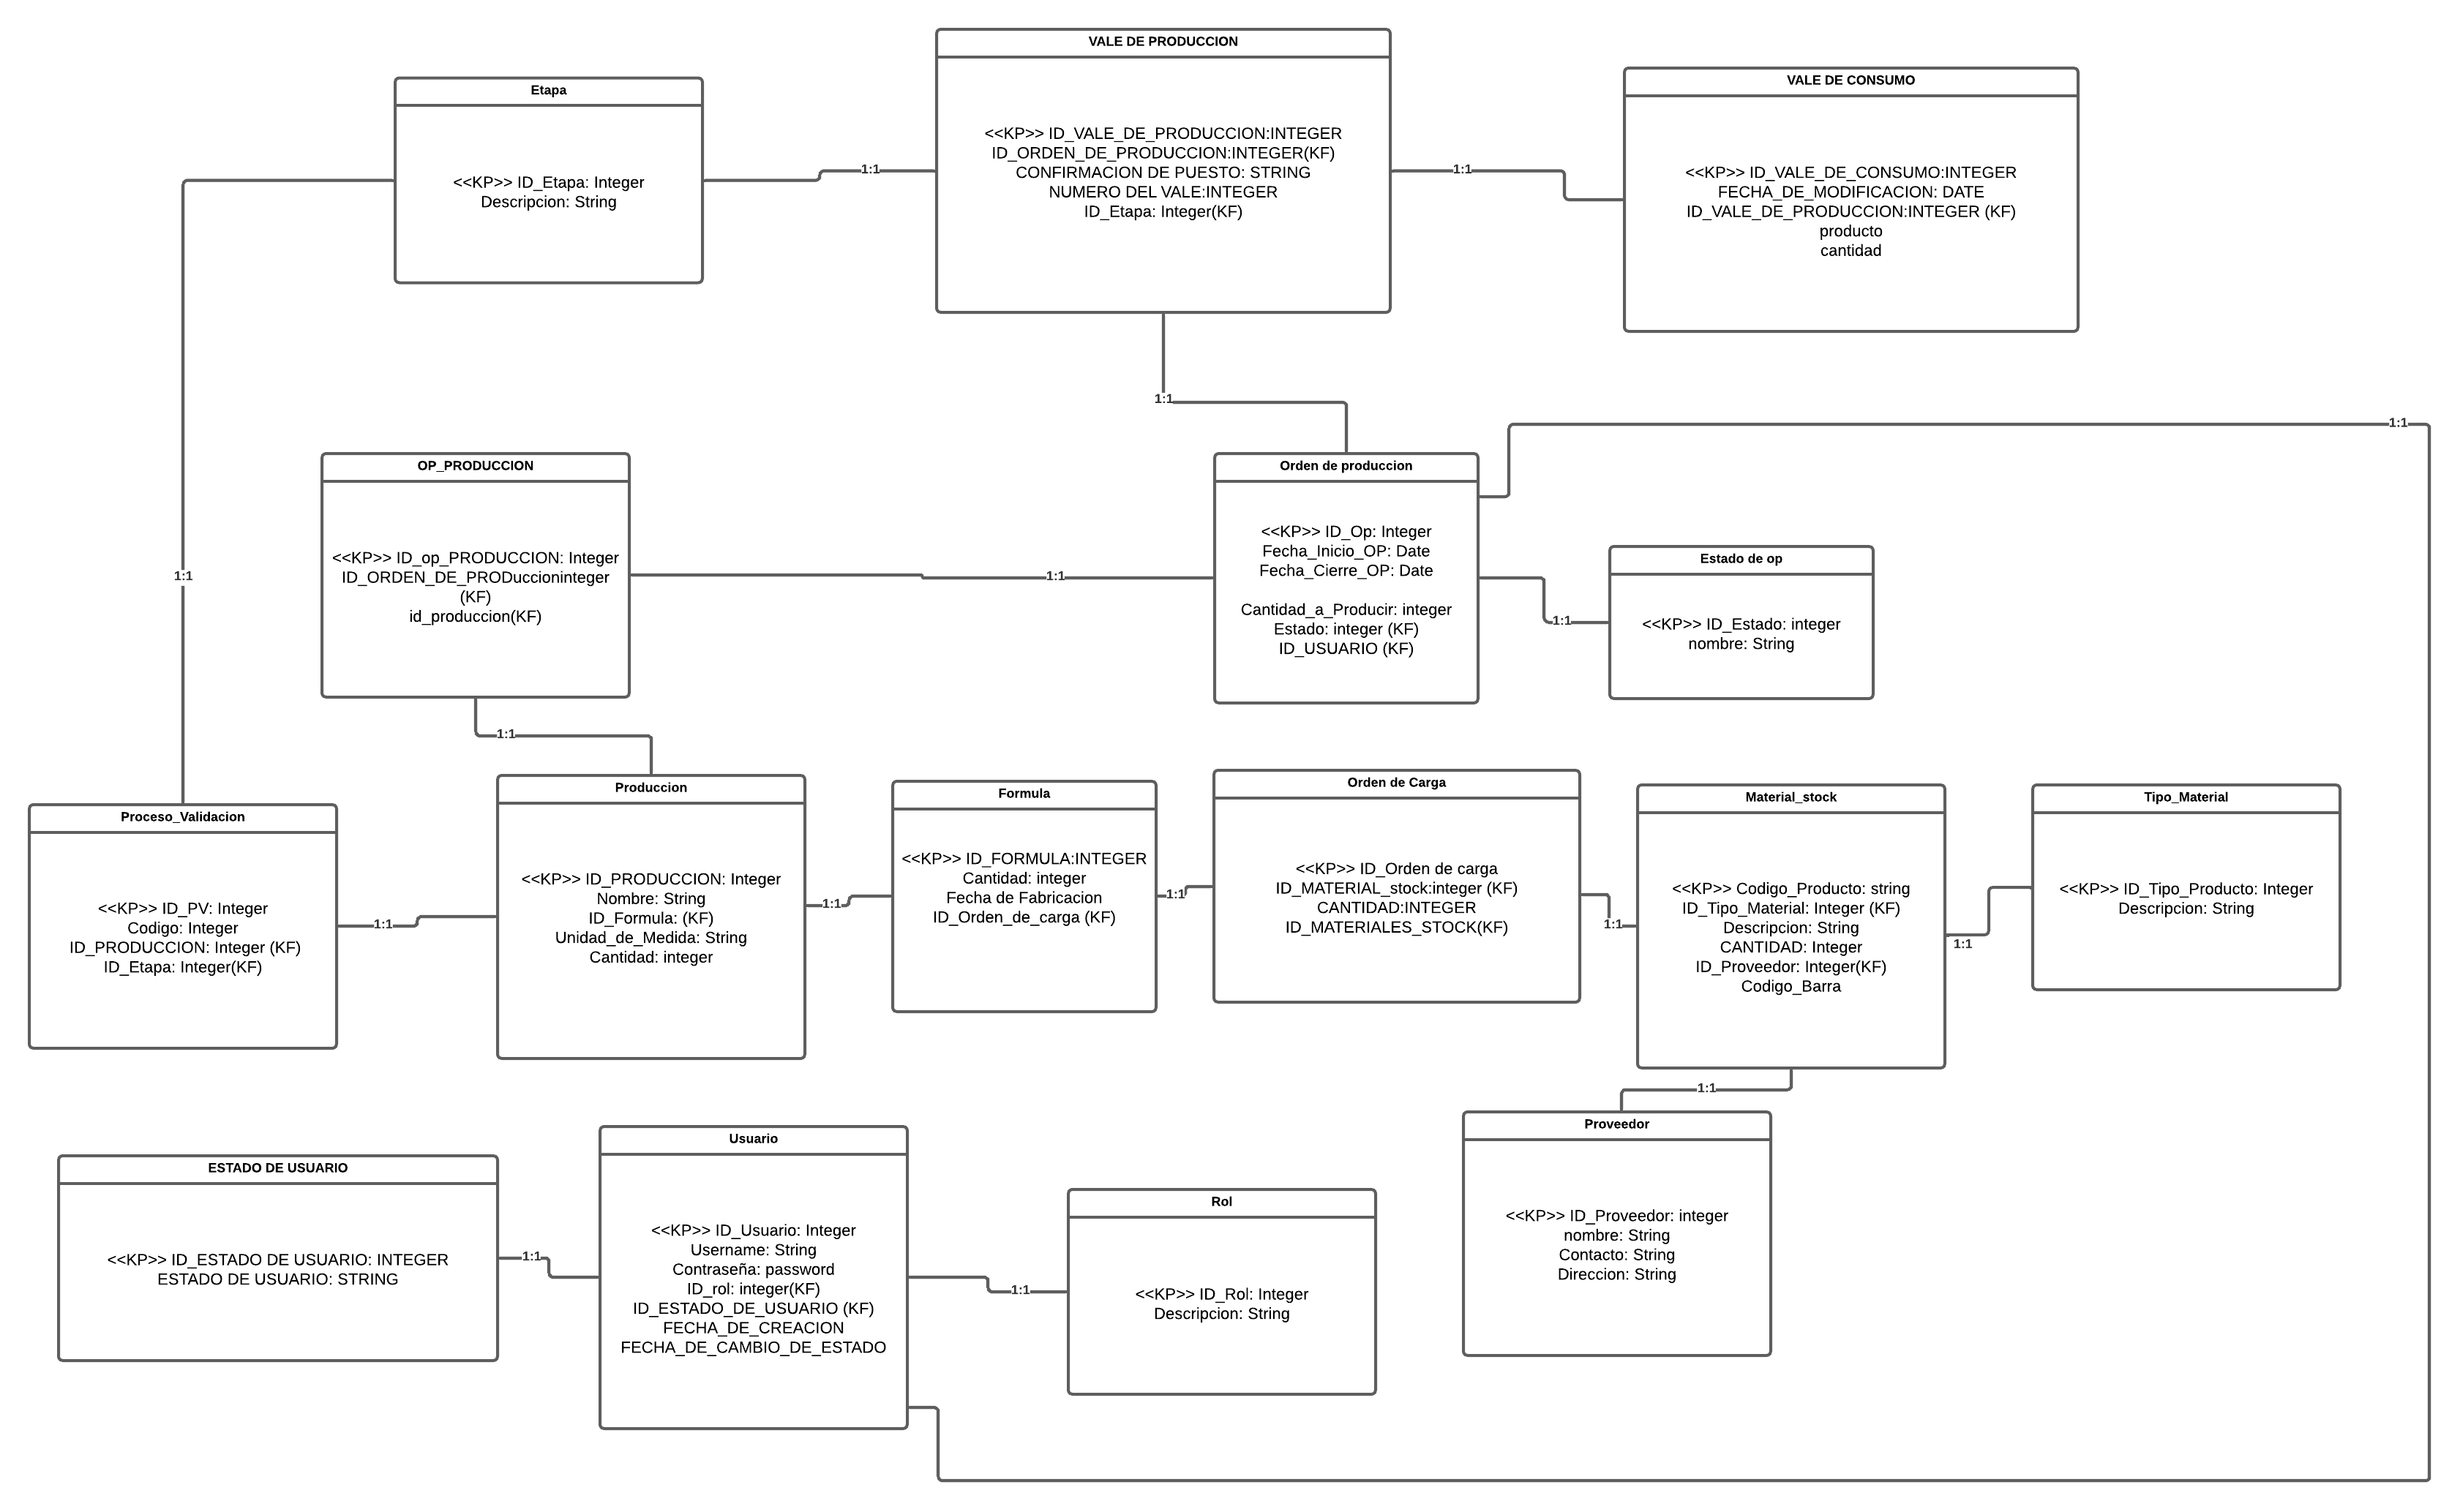 VALE DE PRODUCCION
<<KP>> ID_VALE_DE_PRODUCCION:INTEGER
ID_ORDEN_DE_PRODUCCION:INTEGER(KF)
CONFIRMACION DE PUESTO: STRING
NUMERO DEL VALE:INTEGER
ID_Etapa: Integer(KF)
VALE DE CONSUMO
<<KP>> ID_VALE_DE_CONSUMO:INTEGER
FECHA_DE_MODIFICACION: DATE
ID_VALE_DE_PRODUCCION:INTEGER (KF)
producto
cantidad
Etapa
<<KP>> ID_Etapa: Integer
Descripcion: String
1:1
1:1
1:1
1:1
1:1
OP_PRODUCCION
<<KP>> ID_op_PRODUCCION: Integer
ID_ORDEN_DE_PRODuccioninteger
(KF)
id_produccion(KF)
1:1
Orden de produccion
<<KP>> ID_Op: Integer
Fecha_Inicio_OP: Date
Fecha_Cierre_OP: Date
Cantidad_a_Producir: integer
Estado: integer (KF)
ID_USUARIO (KF)
1:1
Estado de op
<<KP>> ID_Estado: integer
nombre: String
1:1
Proceso_Validacion
<<KP>> ID_PV: Integer
Codigo: Integer
ID_PRODUCCION: Integer (KF)
ID_Etapa: Integer(KF)
1:1
Produccion
<<KP>> ID_PRODUCCION: Integer
Nombre: String
ID_Formula: (KF)
Unidad_de_Medida: String
Cantidad: integer
1:1
Formula
<<KP>> ID_FORMULA:INTEGER
Cantidad: integer
Fecha de Fabricacion
ID_Orden_de_carga (KF)
1:1
Orden de Carga
<<KP>> ID_Orden de carga
ID_MATERIAL_stock:integer (KF)
CANTIDAD:INTEGER
ID_MATERIALES_STOCK(KF)
1:1
Material_stock
<<KP>> Codigo_Producto: string
ID_Tipo_Material: Integer (KF)
Descripcion: String
CANTIDAD: Integer
ID_Proveedor: Integer(KF)
Codigo_Barra
1:1
Tipo_Material
<<KP>> ID_Tipo_Producto: Integer
Descripcion: String
1:1
ESTADO DE USUARIO
<<KP>> ID_ESTADO DE USUARIO: INTEGER
ESTADO DE USUARIO: STRING
1:1
Usuario
<<KP>> ID_Usuario: Integer
Username: String
Contraseña: password
ID_rol: integer(KF)
ID_ESTADO_DE_USUARIO (KF)
FECHA_DE_CREACION
FECHA_DE_CAMBIO_DE_ESTADO
1:1
Rol
<<KP>> ID_Rol: Integer
Descripcion: String
Proveedor
<<KP>> ID_Proveedor: integer
nombre: String
Contacto: String
Direccion: String